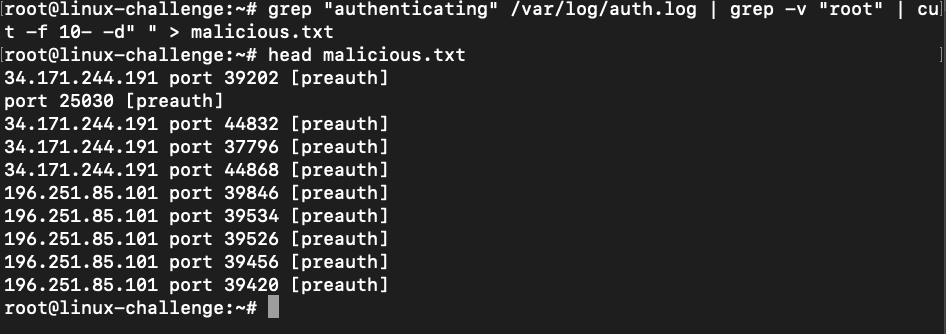 [root@linux-challenge:~# grep "authenticating" /var/log/auth.log | grep -v "root" | cu
t -f 10- -d" " > malicious.txt
[root@linux-challenge:~# head malicious.txt ]
34.171.244.191 port 39202 [preauth]
port 25030 [preauth]
34.171.244.191 port 44832 [preauth]
34.171.244.191 port 37796 [preauth]
34.171.244.191 port 44868 [preauth]
196.251.85.101 port 39846 [preauth]
196.251.85.101 port 39534 [preauth]
196.251.85.101 port 39526 [preauth]
196.251.85.101 port 39456 [preauth]
196.251.85.101 port 39420 [preauth]
root@linux-challenge:~#